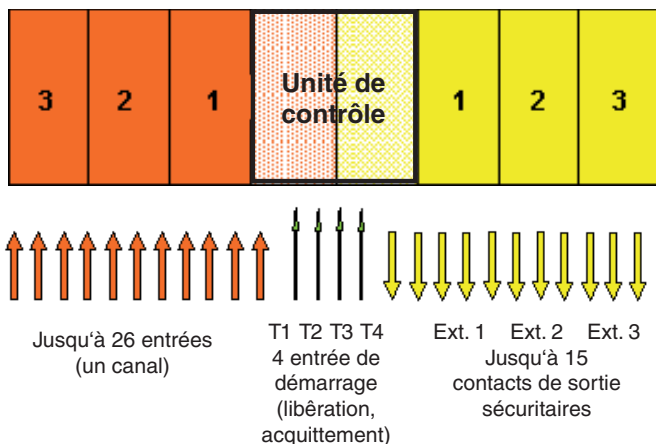 3 2 1 Unité de contrôle 1 2 3
Jusqu‘à 26 entrées
(un canal)
T1 T2 T3 T4
4 entrée de
démarrage
(libêration,
acquittement)
Ext. 1 Ext. 2 Ext. 3
Jusqu‘à 15
contacts de sortie
sécuritaires